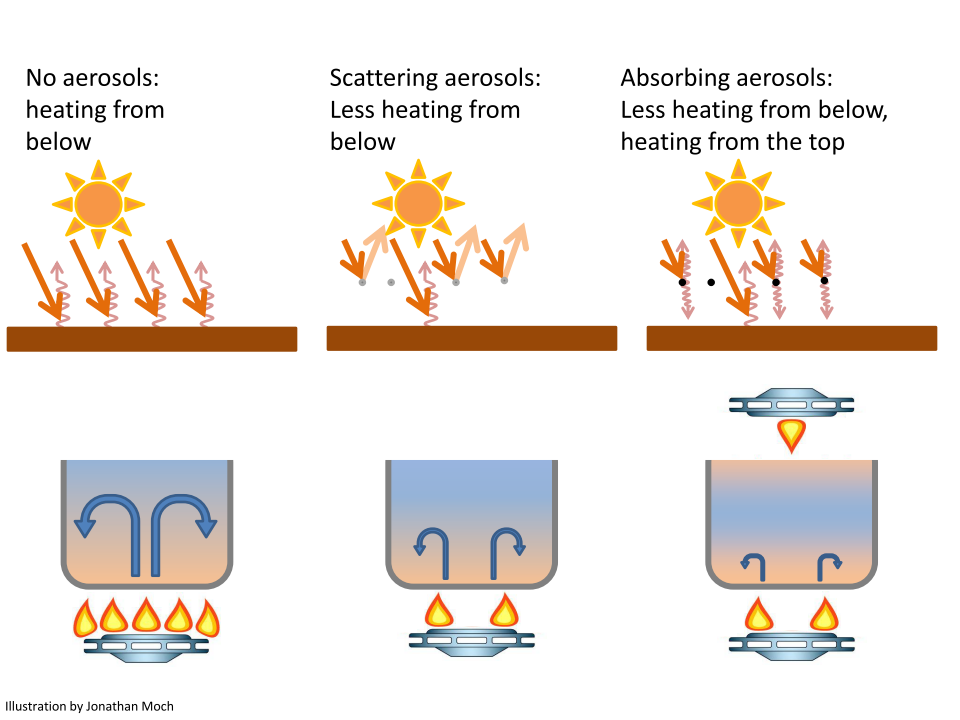 No aerosols:
heating from
below
Scattering aerosols:
Less heating from
below
Absorbing aerosols:
Less heating from below,
heating from the top
Illustration by Jonathan Moch